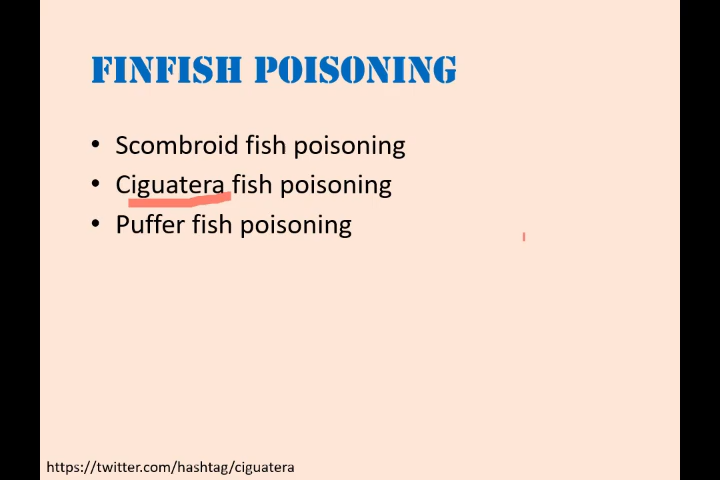 FINFISH POISONING
• Scombroid fish poisoning
• Ciguatera fish poisoning
• Puffer fish poisoning
https://twitter.com/hashtag/ciguatera